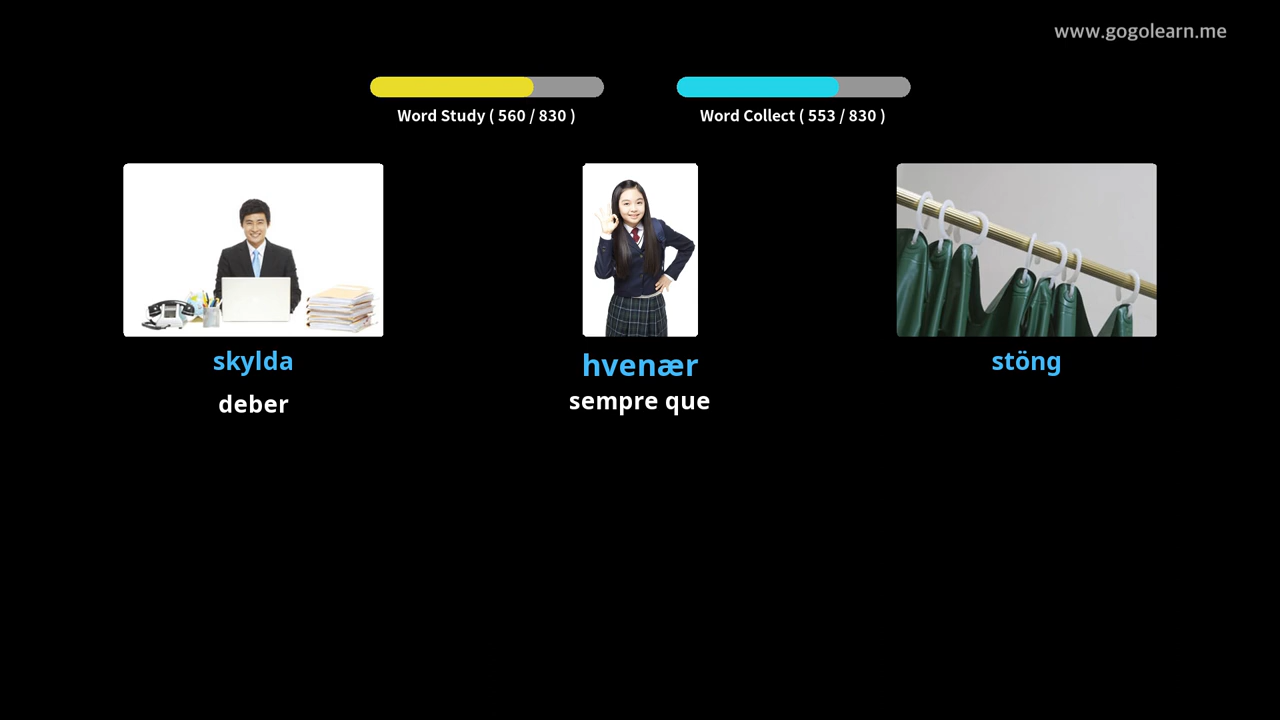 www.gogolearn.me
Word Study ( 560 / 830 )
Word Collect ( 553 / 830 )
skylda
deber
hvenær
sempre que
stöng